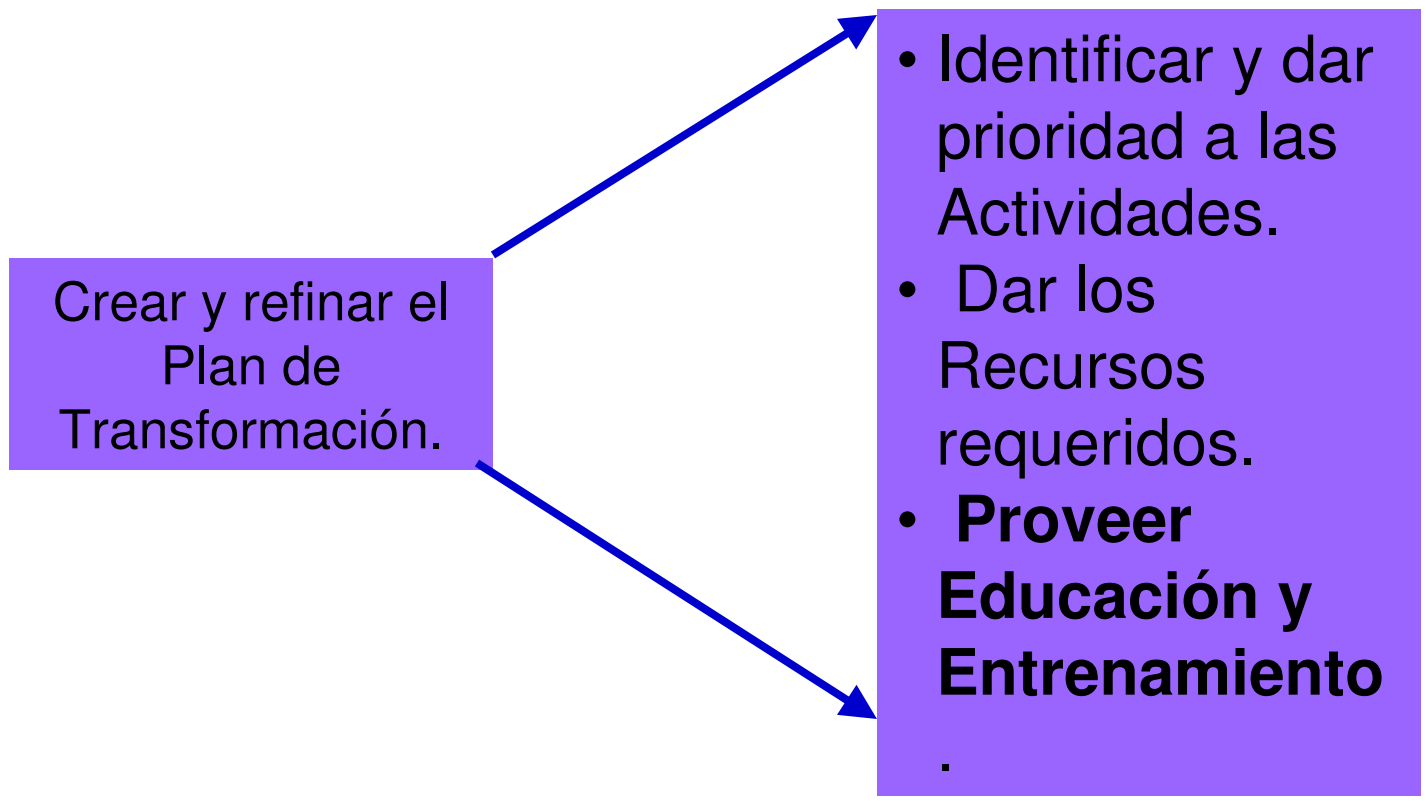 Crear y refinar el
Plan de
Transformación.
• Identificar y dar
prioridad a las
Actividades.
• Dar los
Recursos
requeridos.
• Proveer
Educación y
Entrenamiento
.